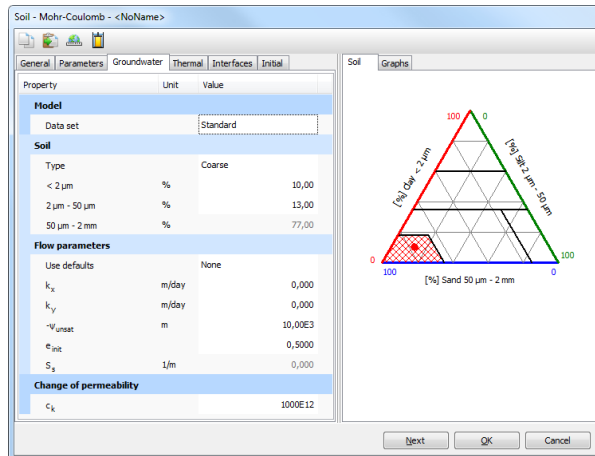 Soil - Mohr-Coulomb - <NoName>
General Parameters Groundwater Thermal Interfaces Initial
Property Unit Value
Model
Data set Standard
Soil
Type Coarse
< 2 µm % 10,00
2 µm - 50 µm % 13,00
50 µm - 2 mm % 77,00
Flow parameters
Use defaults None
kx m/day 0,000
ky m/day 0,000
-ψunsat m 10,00E3
einit 0,5000
Ss 1/m 0,000
Change of permeability
ck 1000E12
Soil Graphs
100 0
[%] Clay < 2 µm
[%] Silt 2 µm - 50 µm
0 100
100 0
[%] Sand 50 µm - 2 mm
Next OK Cancel